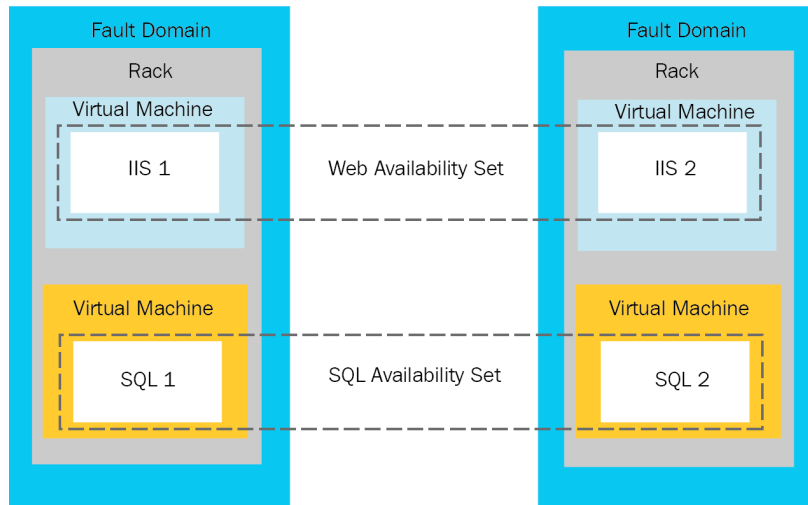 Fault Domain
Rack
Virtual Machine
IIS 1
Virtual Machine
SQL 1
Web Availability Set
SQL Availability Set
Fault Domain
Rack
Virtual Machine
IIS 2
Virtual Machine
SQL 2